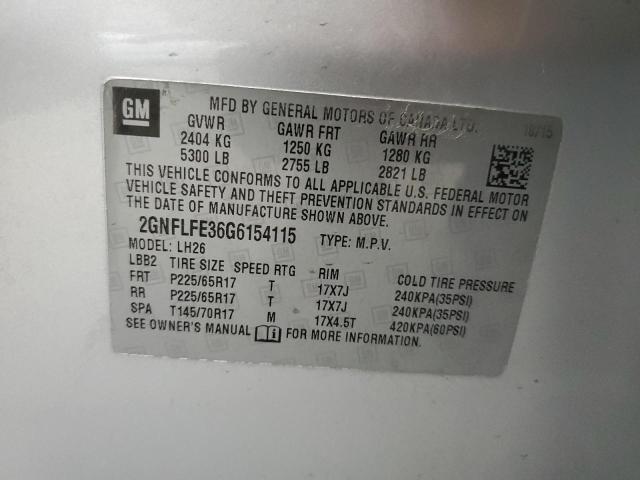 GM
MFD BY GENERAL MOTORS OF CANADA LTD.
GVWR GAWR FRT GAWR RR
2404 KG 1250 KG 1280 KG
5300 LB 2755 LB 2821 LB
THIS VEHICLE CONFORMS TO ALL APPLICABLE U.S. FEDERAL MOTOR
VEHICLE SAFETY AND THEFT PREVENTION STANDARDS IN EFFECT ON
THE DATE OF MANUFACTURE SHOWN ABOVE.
2GNFLFE36G6154115 TYPE: M.P.V.
MODEL: LH26
LBB2 TIRE SIZE SPEED RTG RIM COLD TIRE PRESSURE
FRT P225/65R17 T 17X7J 240KPA(35PSI)
RR P225/65R17 T 17X7J 240KPA(35PSI)
SPA T145/70R17 M 17X4.5T 420KPA(60PSI)
SEE OWNER'S MANUAL FOR MORE INFORMATION.